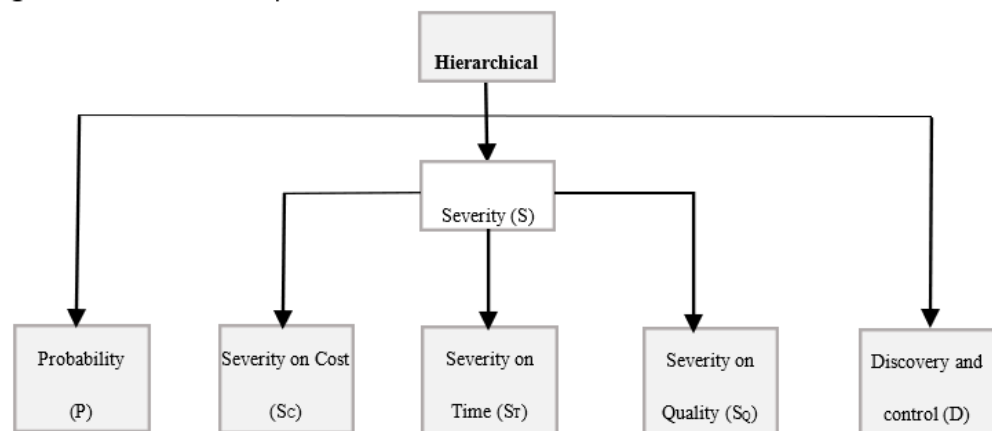 Hierarchical
Severity (S)
Probability
(P)
Severity on Cost
(SC)
Severity on
Time (ST)
Severity on
Quality (SQ)
Discovery and
control (D)